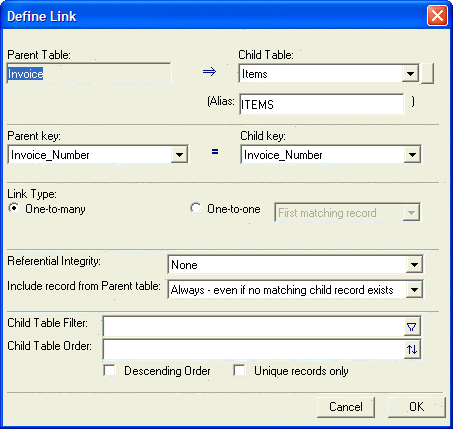 Define Link
Parent Table: Child Table:
Invoice ⇒ Items
(Alias: ITEMS )
Parent key: Child key:
Invoice_Number = Invoice_Number
Link Type:
One-to-many One-to-one First matching record
Referential Integrity: None
Include record from Parent table: Always - even if no matching child record exists
Child Table Filter:
Child Table Order:
Descending Order Unique records only
Cancel OK